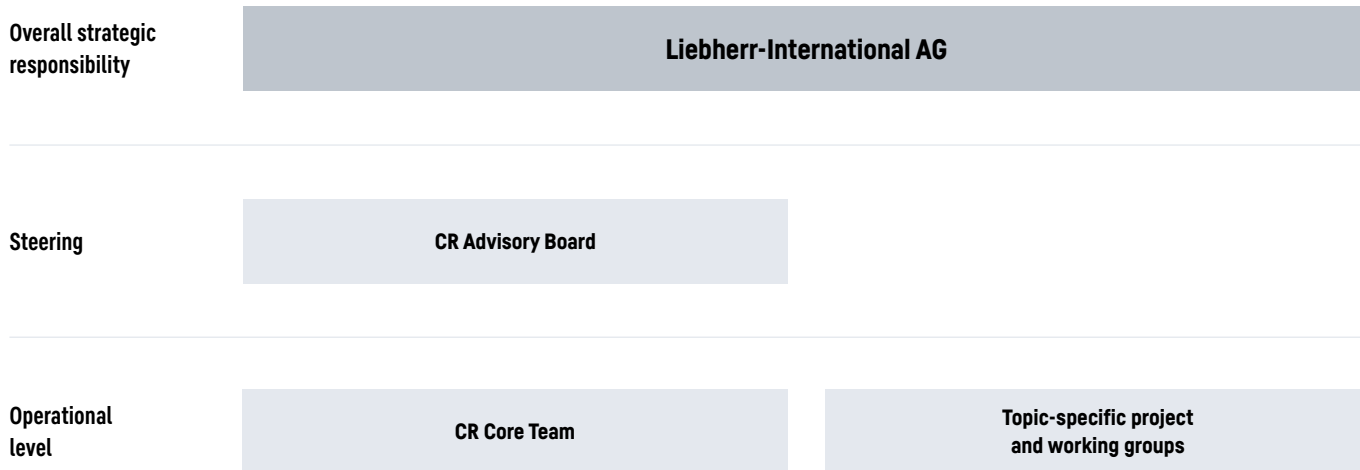 Overall strategic
responsibility
Liebherr-International AG
Steering
CR Advisory Board
Operational
level
CR Core Team
Topic-specific project
and working groups